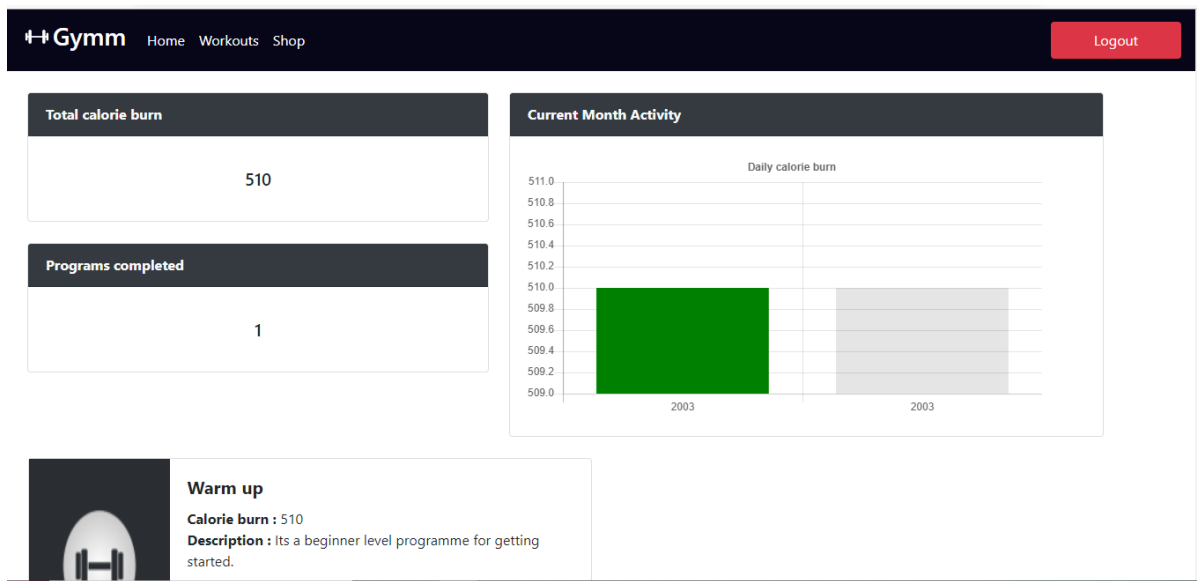 Gymm Home Workouts Shop Logout
Total calorie burn
510
Programs completed
1
Current Month Activity
Daily calorie burn
511.0
510.8
510.6
510.4
510.2
510.0
509.8
509.6
509.4
509.2
509.0
2003 2003
Warm up
Calorie burn : 510
Description : Its a beginner level programme for getting
started.